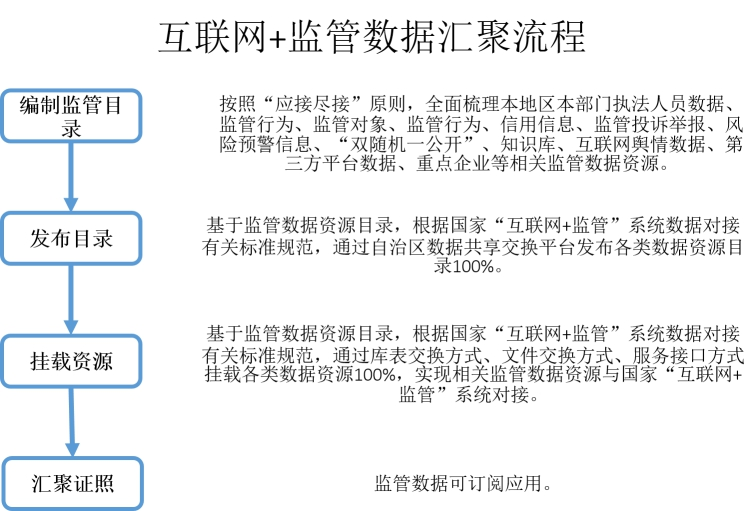 互联网+监管数据汇聚流程
编制监管目
录
按照“应接尽接”原则，全面梳理本地区本部门执法人员数据、
监管行为、监管对象、监管行为、信用信息、监管投诉举报、风
险预警信息、“双随机一公开”、知识库、互联网舆情数据、第
三方平台数据、重点企业等相关监管数据资源。
发布目录
基于监管数据资源目录，根据国家“互联网+监管”系统数据对接
有关标准规范，通过自治区数据共享交换平台发布各类数据资源目
录100%。
挂载资源
基于监管数据资源目录，根据国家“互联网+监管”系统数据对接
有关标准规范，通过库表交换方式、文件交换方式、服务接口方式
挂载各类数据资源100%，实现相关监管数据资源与国家“互联网+
监管”系统对接。
汇聚证照
监管数据可订阅应用。